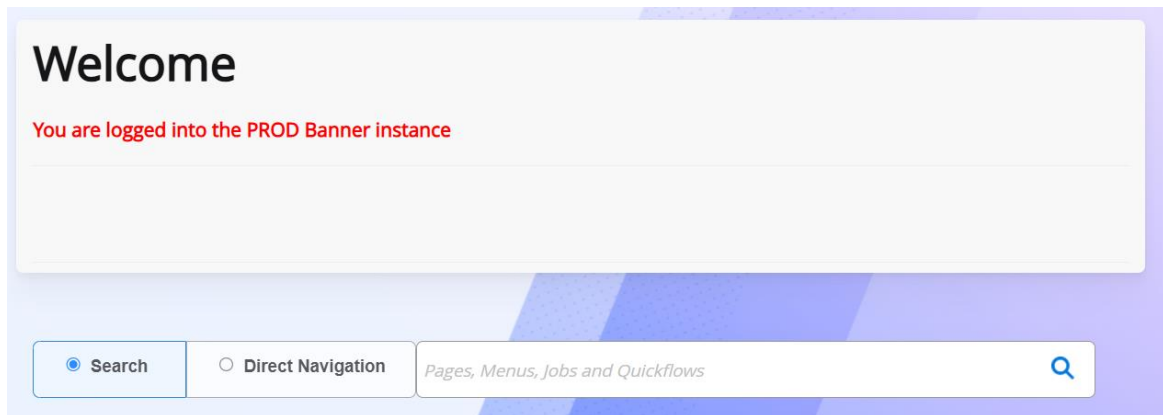 Welcome
You are logged into the PROD Banner instance
Search Direct Navigation Pages, Menus, Jobs and Quickflows